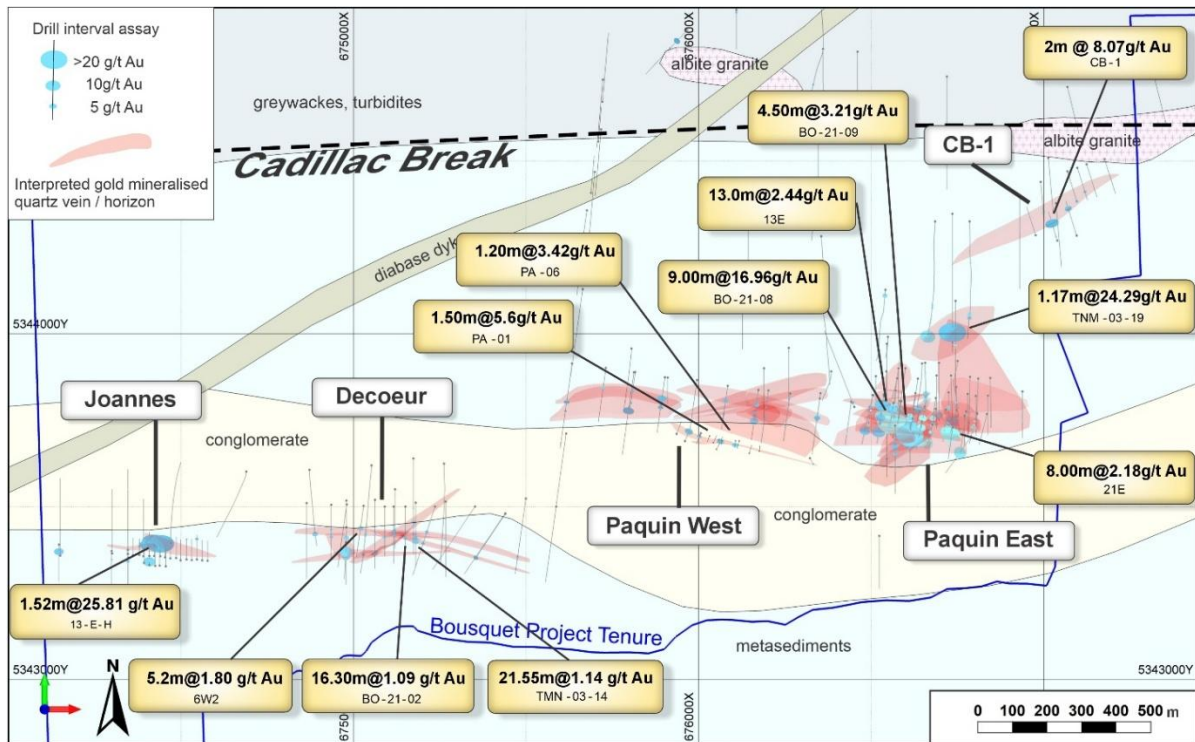 Drill interval assay
>20 g/t Au
10g/t Au
5 g/t Au
Interpreted gold mineralised
quartz vein / horizon
675000X
676000X
albite granite
greywackes, turbidites
2m @ 8.07g/t Au
CB-1
4.50m@3.21g/t Au
BO-21-09
CB-1
albite granite
Cadillac Break
13.0m@2.44g/t Au
13E
diabase dyk
1.20m@3.42g/t Au
PA-06
9.00m@16.96g/t Au
BO-21-08
1.50m@5.6g/t Au
PA-01
1.17m@24.29g/t Au
TNM-03-19
5344000Y
Joannes
Decoeur
conglomerate
8.00m@2.18g/t Au
21E
Paquin West
conglomerate
Paquin East
1.52m@25.81 g/t Au
13-E-H
Bousquet Project Tenure
metasediments
5.2m@1.80 g/t Au
6W2
16.30m@1.09 g/t Au
BO-21-02
21.55m@1.14 g/t Au
TMN-03-14
5343000Y
5343000Y
N
675000X
676000X
0 100 200 300 400 500 m